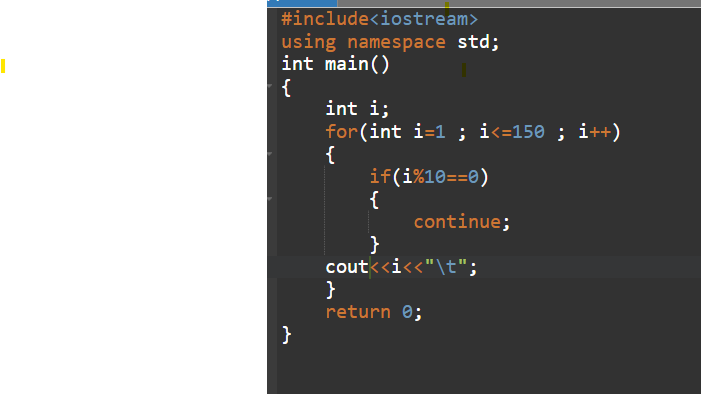 #include<iostream>
using namespace std;
int main()
{
    int i;
    for(int i=1 ; i<=150 ; i++)
    {
        if(i%10==0)
        {
            continue;
        }
    cout<<i<<"\t";
    }
    return 0;
}